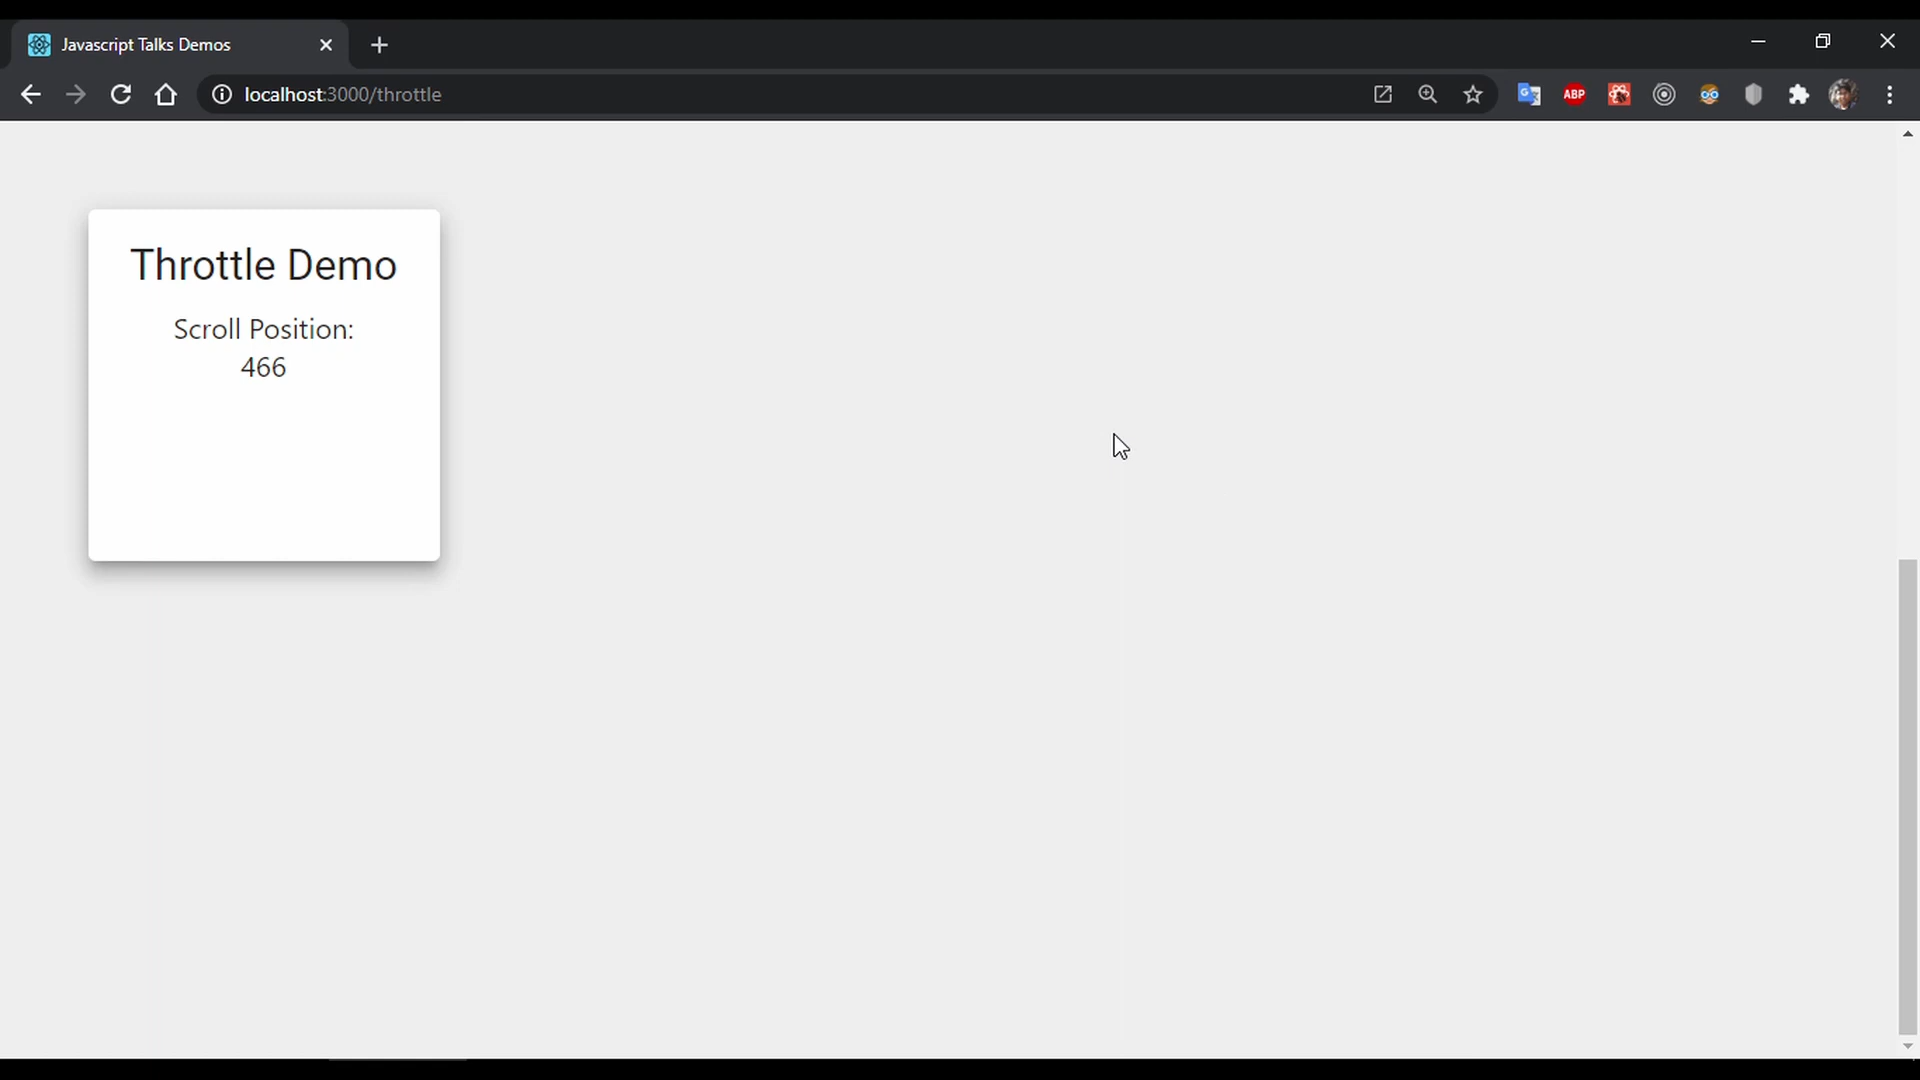 Javascript Talks Demos
localhost:3000/throttle
ABP
Throttle Demo
Scroll Position:
466